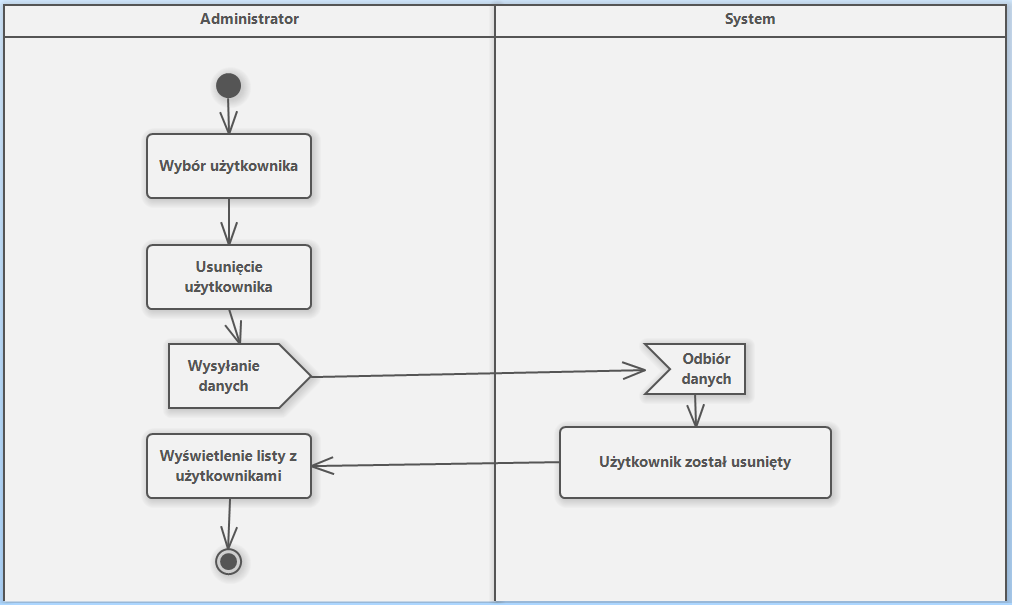 Administrator
System
Wybór użytkownika
Usunięcie
użytkownika
Wysyłanie
danych
Odbiór
danych
Użytkownik został usunięty
Wyświetlenie listy z
użytkownikami